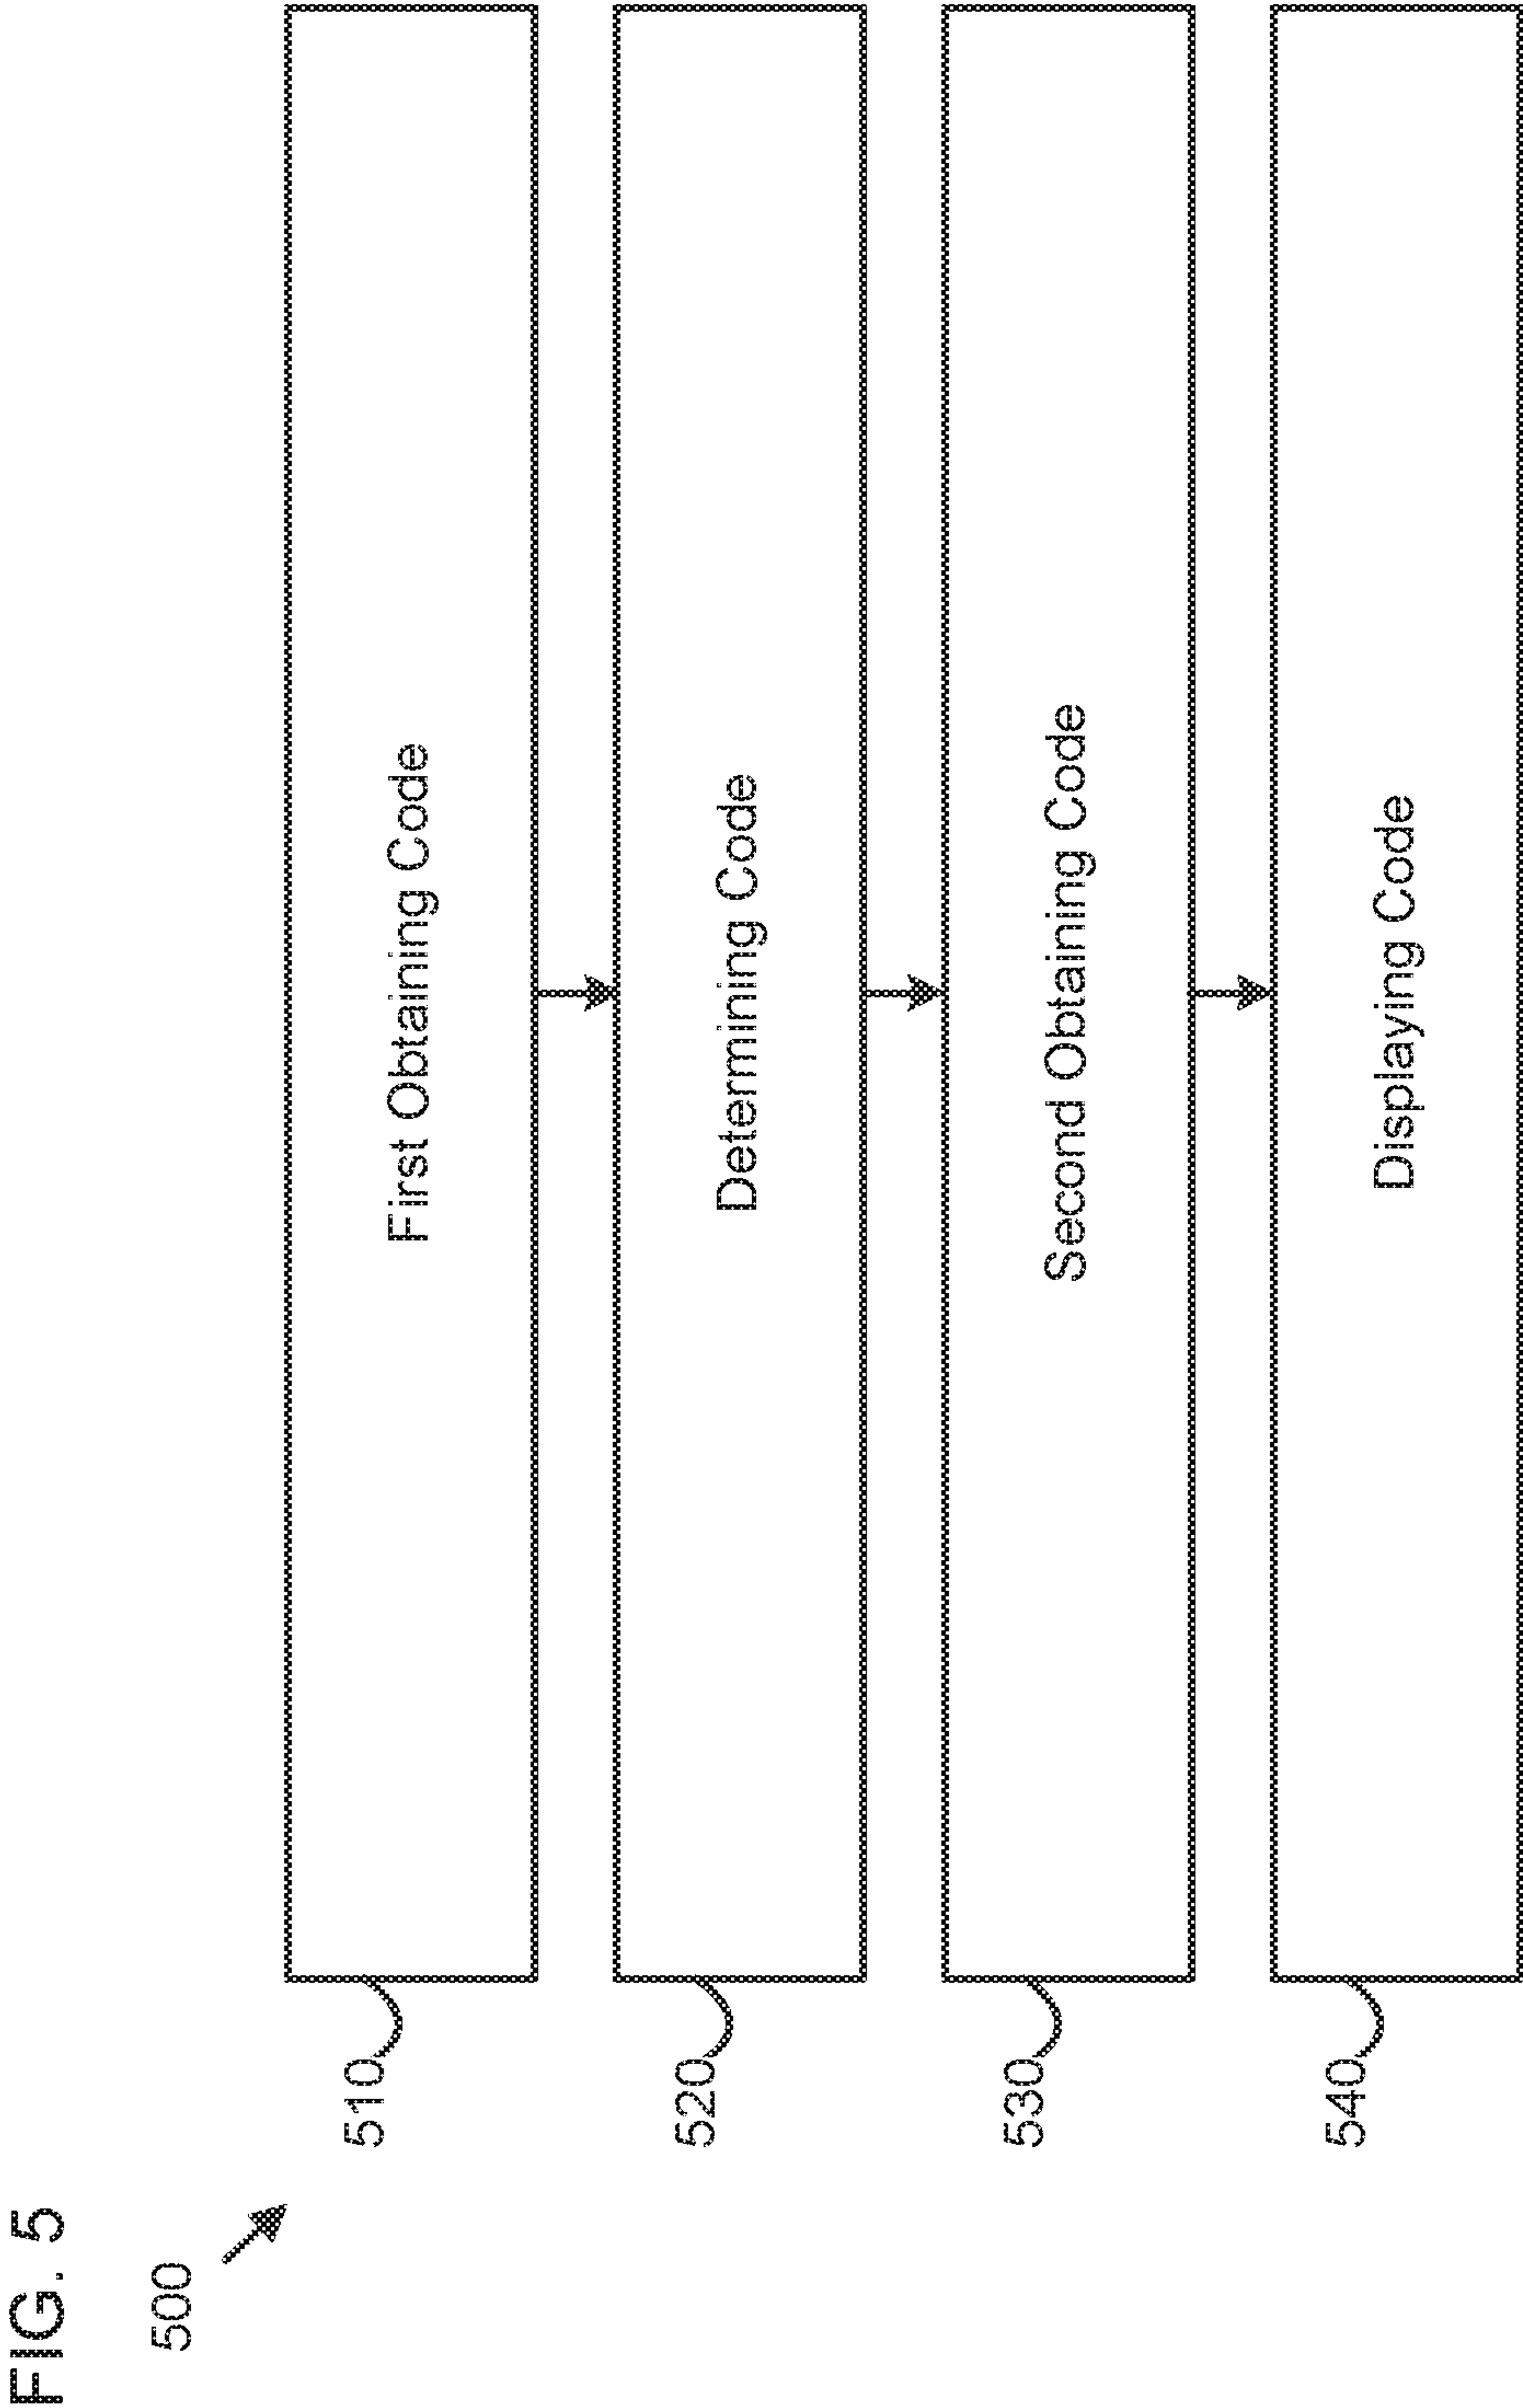 FIG. 5
500
510
First Obtaining Code
520
Determining Code
530
Second Obtaining Code
540
Displaying Code